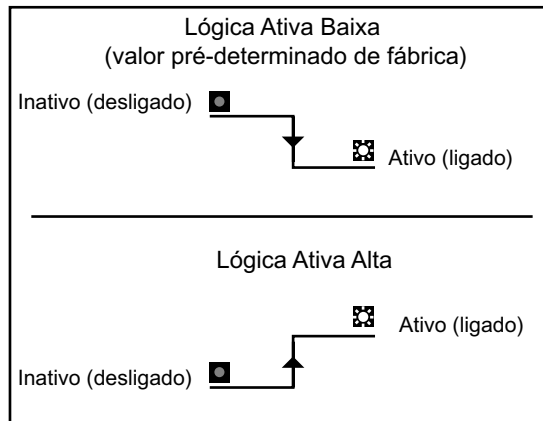 Lógica Ativa Baixa
(valor pré-determinado de fábrica)
Inativo (desligado)
Ativo (ligado)
Lógica Ativa Alta
Ativo (ligado)
Inativo (desligado)